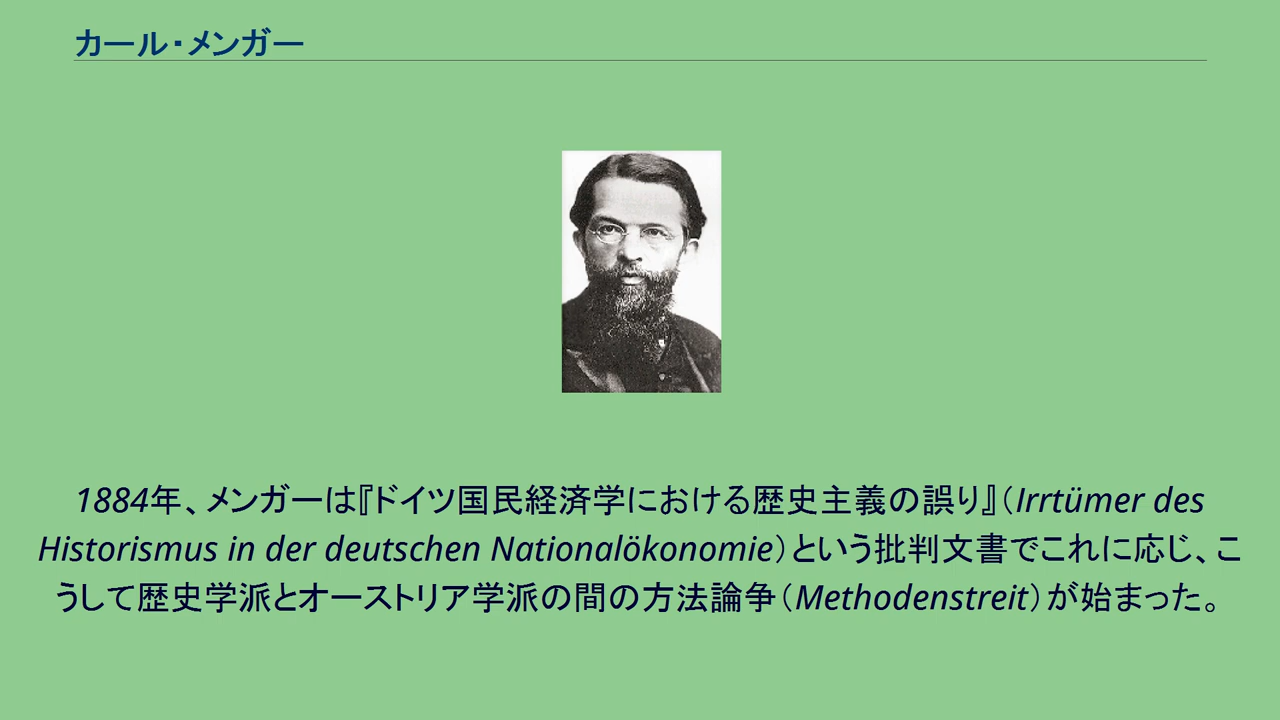 カール・メンガー
1884年、メンガーは『ドイツ国民経済学における歴史主義の誤り』（Irrtümer des
Historismus in der deutschen Nationalökonomie）という批判文書でこれに応じ、こ
うして歴史学派とオーストリア学派の間の方法論争（Methodenstreit）が始まった。